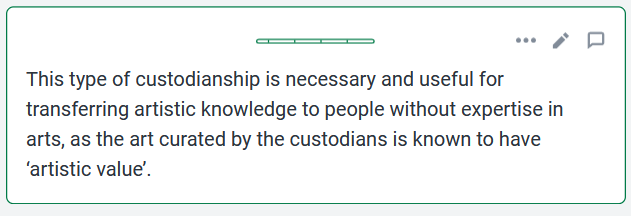 This type of custodianship is necessary and useful for
transferring artistic knowledge to people without expertise in
arts, as the art curated by the custodians is known to have
‘artistic value’.